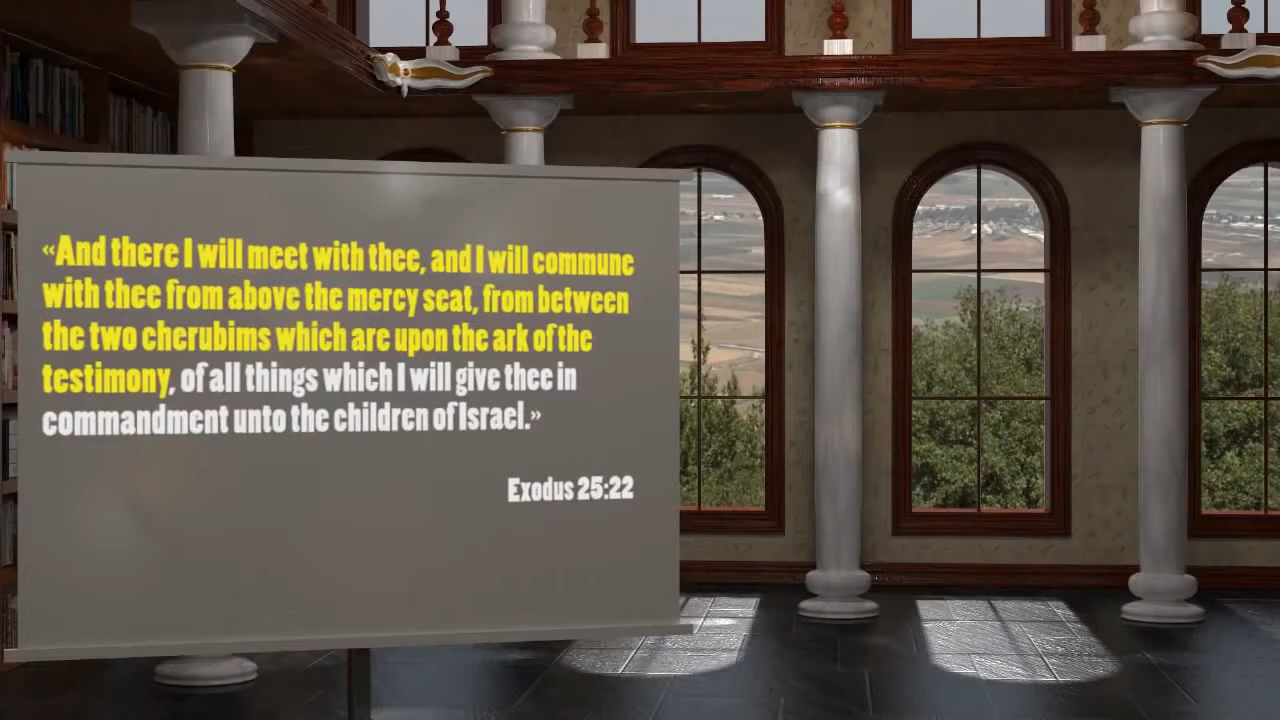 «And there I will meet with thee, and I will commune
with thee from above the mercy seat, from between
the two cherubims which are upon the ark of the
testimony, of all things which I will give thee in
commandment unto the children of Israel.»
Exodus 25:22